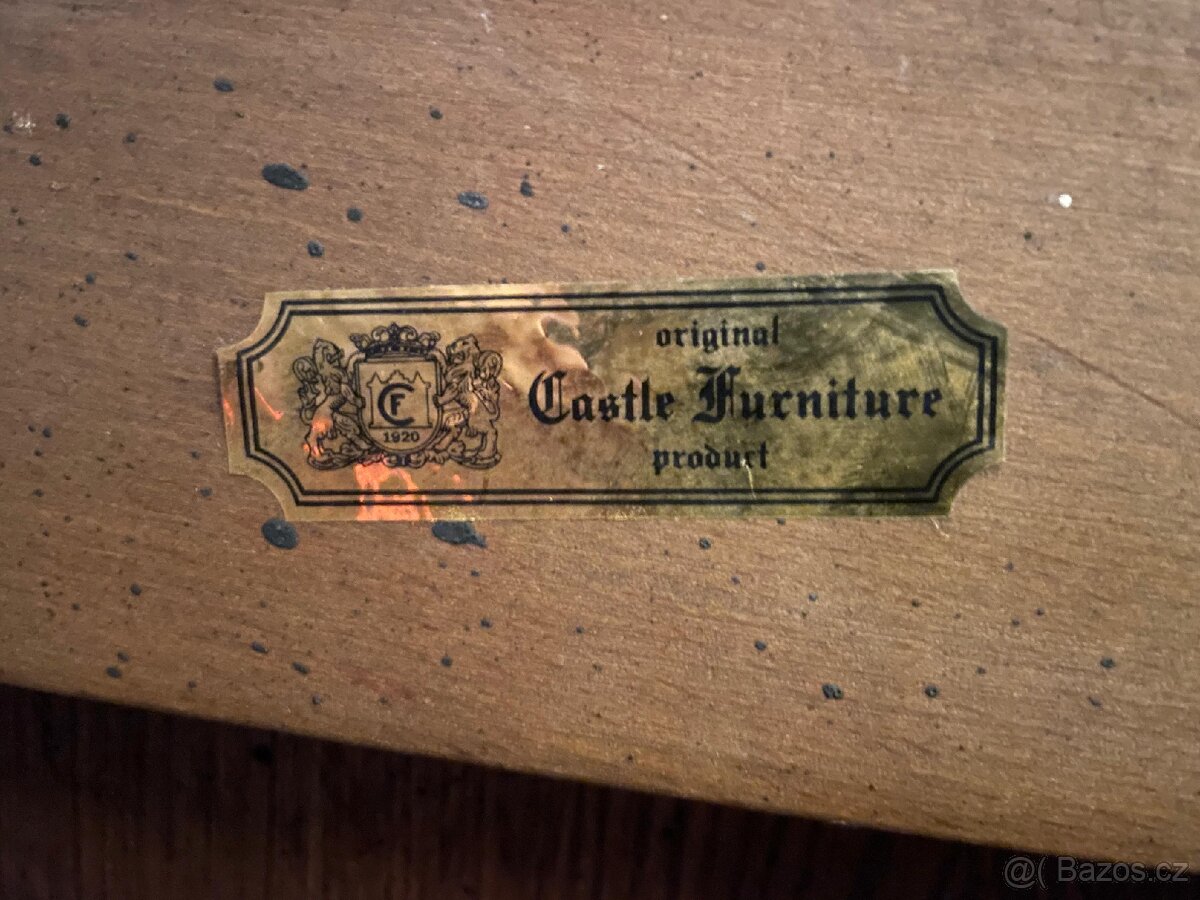 original
Castle Furniture
product
CF
1920
@( Bazos.cz